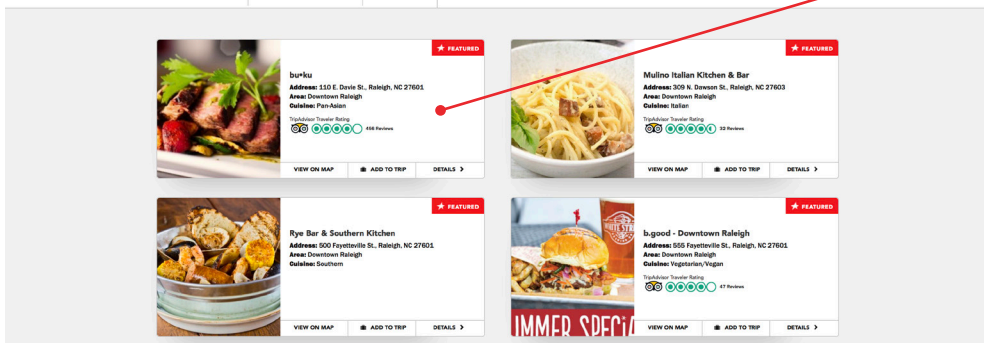 FEATURED
bu•ku
Address: 110 E. Davie St., Raleigh, NC 27601
Area: Downtown Raleigh
Cuisine: Pan-Asian
TripAdvisor Traveler Rating
456 Reviews
VIEW ON MAP ADD TO TRIP DETAILS >
FEATURED
Mulino Italian Kitchen & Bar
Address: 309 N. Dawson St., Raleigh, NC 27603
Area: Downtown Raleigh
Cuisine: Italian
TripAdvisor Traveler Rating
32 Reviews
VIEW ON MAP ADD TO TRIP DETAILS >
FEATURED
Rye Bar & Southern Kitchen
Address: 500 Fayetteville St., Raleigh, NC 27601
Area: Downtown Raleigh
Cuisine: Southern
VIEW ON MAP ADD TO TRIP DETAILS >
FEATURED
b.good - Downtown Raleigh
Address: 555 Fayetteville St., Raleigh, NC 27601
Area: Downtown Raleigh
Cuisine: Vegetarian/Vegan
TripAdvisor Traveler Rating
47 Reviews
VIEW ON MAP ADD TO TRIP DETAILS >